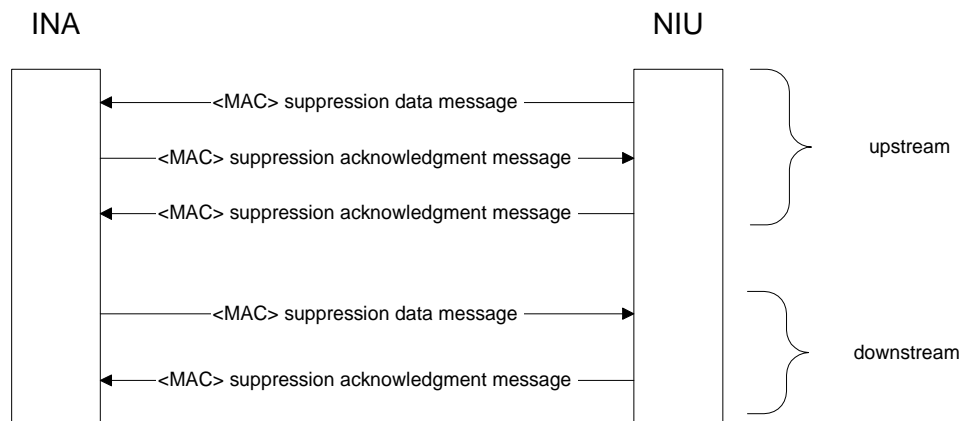 INA
NIU
<MAC> suppression data message
<MAC> suppression acknowledgment message
upstream
<MAC> suppression acknowledgment message
<MAC> suppression data message
downstream
<MAC> suppression acknowledgment message